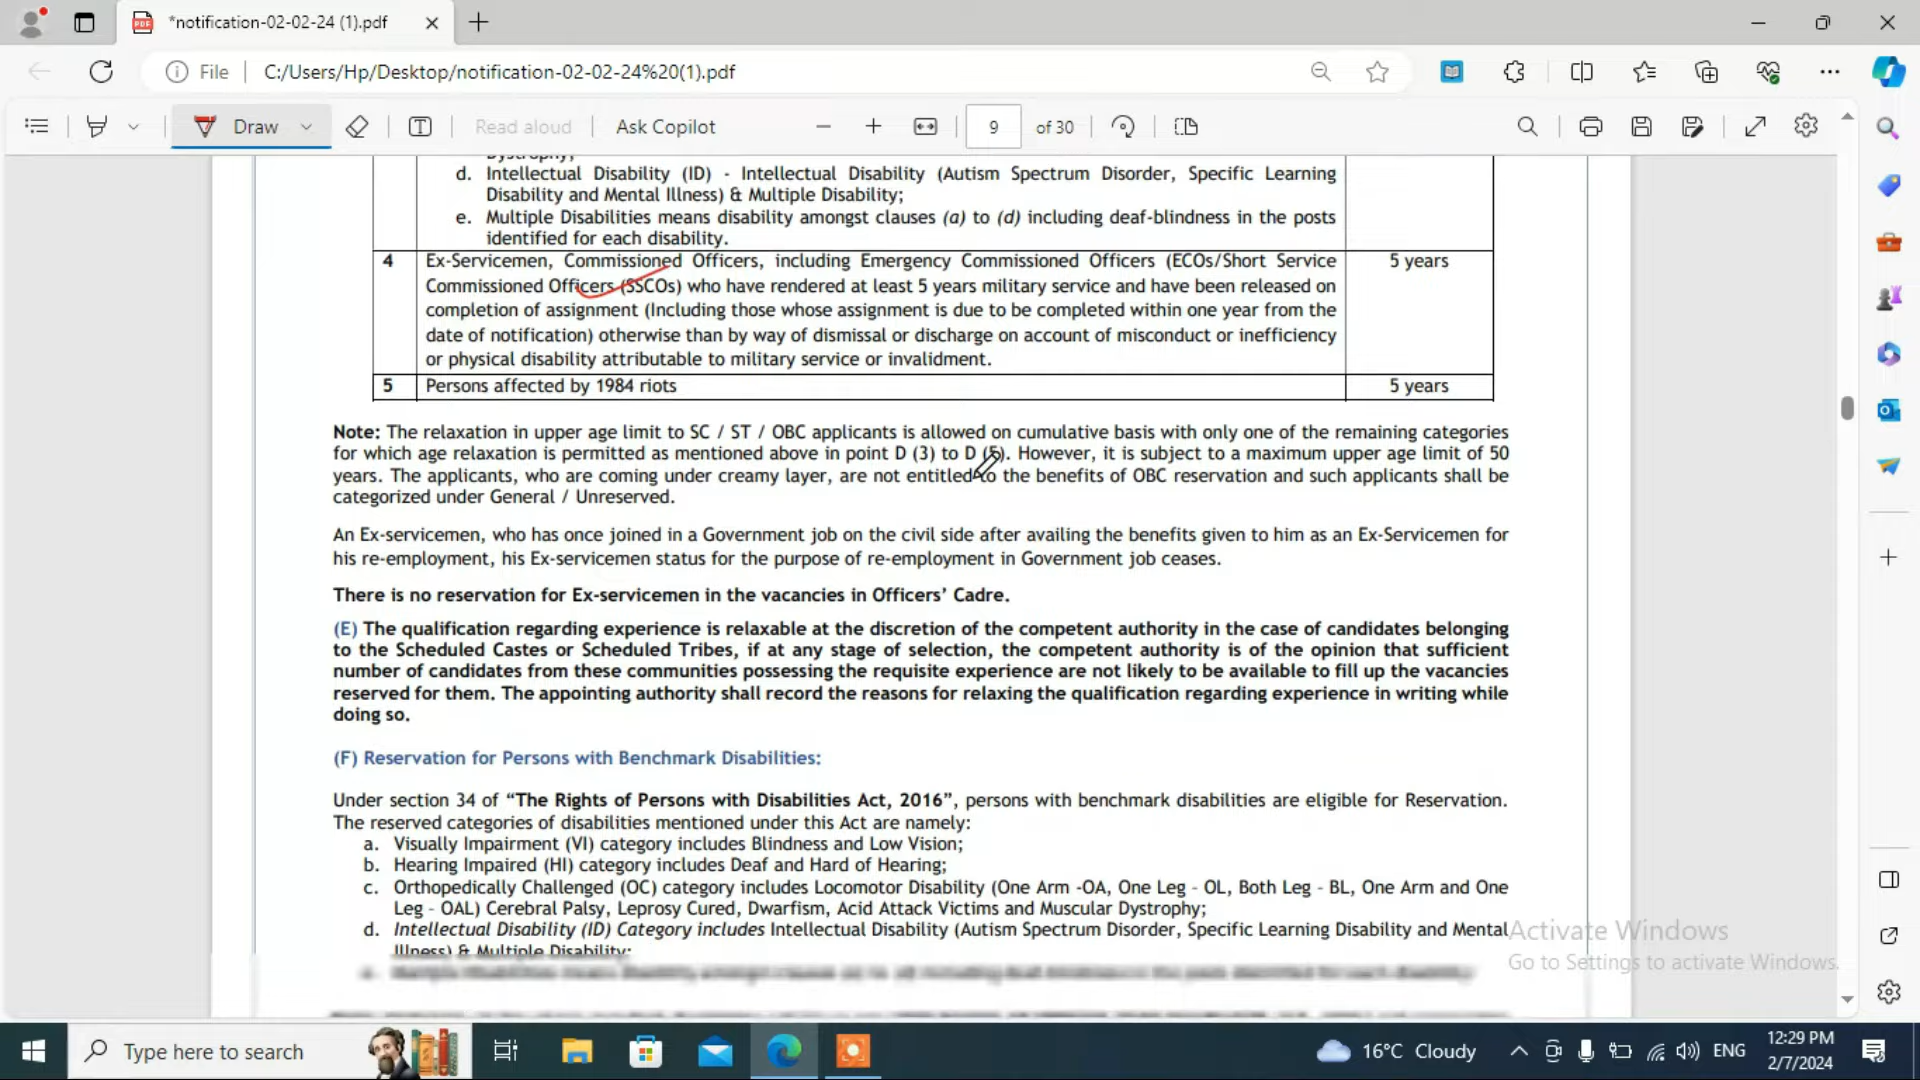 *notification-02-02-24 (1).pdf
File
C:/Users/Hp/Desktop/notification-02-02-24%20(1).pdf
Draw
Read aloud
Ask Copilot
9 of 30
Dystrophy;
d. Intellectual Disability (ID) - Intellectual Disability (Autism Spectrum Disorder, Specific Learning
Disability and Mental Illness) & Multiple Disability;
e. Multiple Disabilities means disability amongst clauses (a) to (d) including deaf-blindness in the posts
identified for each disability.
4 Ex-Servicemen, Commissioned Officers, including Emergency Commissioned Officers (ECOs/Short Service 5 years
Commissioned Officers (SSCOs) who have rendered at least 5 years military service and have been released on
completion of assignment (Including those whose assignment is due to be completed within one year from the
date of notification) otherwise than by way of dismissal or discharge on account of misconduct or inefficiency
or physical disability attributable to military service or invalidment.
5 Persons affected by 1984 riots 5 years
Note: The relaxation in upper age limit to SC / ST / OBC applicants is allowed on cumulative basis with only one of the remaining categories
for which age relaxation is permitted as mentioned above in point D (3) to D (5). However, it is subject to a maximum upper age limit of 50
years. The applicants, who are coming under creamy layer, are not entitled to the benefits of OBC reservation and such applicants shall be
categorized under General / Unreserved.
An Ex-servicemen, who has once joined in a Government job on the civil side after availing the benefits given to him as an Ex-Servicemen for
his re-employment, his Ex-servicemen status for the purpose of re-employment in Government job ceases.
There is no reservation for Ex-servicemen in the vacancies in Officers' Cadre.
(E) The qualification regarding experience is relaxable at the discretion of the competent authority in the case of candidates belonging
to the Scheduled Castes or Scheduled Tribes, if at any stage of selection, the competent authority is of the opinion that sufficient
number of candidates from these communities possessing the requisite experience are not likely to be available to fill up the vacancies
reserved for them. The appointing authority shall record the reasons for relaxing the qualification regarding experience in writing while
doing so.
(F) Reservation for Persons with Benchmark Disabilities:
Under section 34 of "The Rights of Persons with Disabilities Act, 2016", persons with benchmark disabilities are eligible for Reservation.
The reserved categories of disabilities mentioned under this Act are namely:
a. Visually Impairment (VI) category includes Blindness and Low Vision;
b. Hearing Impaired (HI) category includes Deaf and Hard of Hearing;
c. Orthopedically Challenged (OC) category includes Locomotor Disability (One Arm -OA, One Leg - OL, Both Leg - BL, One Arm and One
Leg - OAL) Cerebral Palsy, Leprosy Cured, Dwarfism, Acid Attack Victims and Muscular Dystrophy;
d. Intellectual Disability (ID) Category includes Intellectual Disability (Autism Spectrum Disorder, Specific Learning Disability and Mental
Illness) & Multiple Disability;
Activate Windows
Go to Settings to activate Windows.
Type here to search
16°C Cloudy
ENG
12:29 PM
2/7/2024